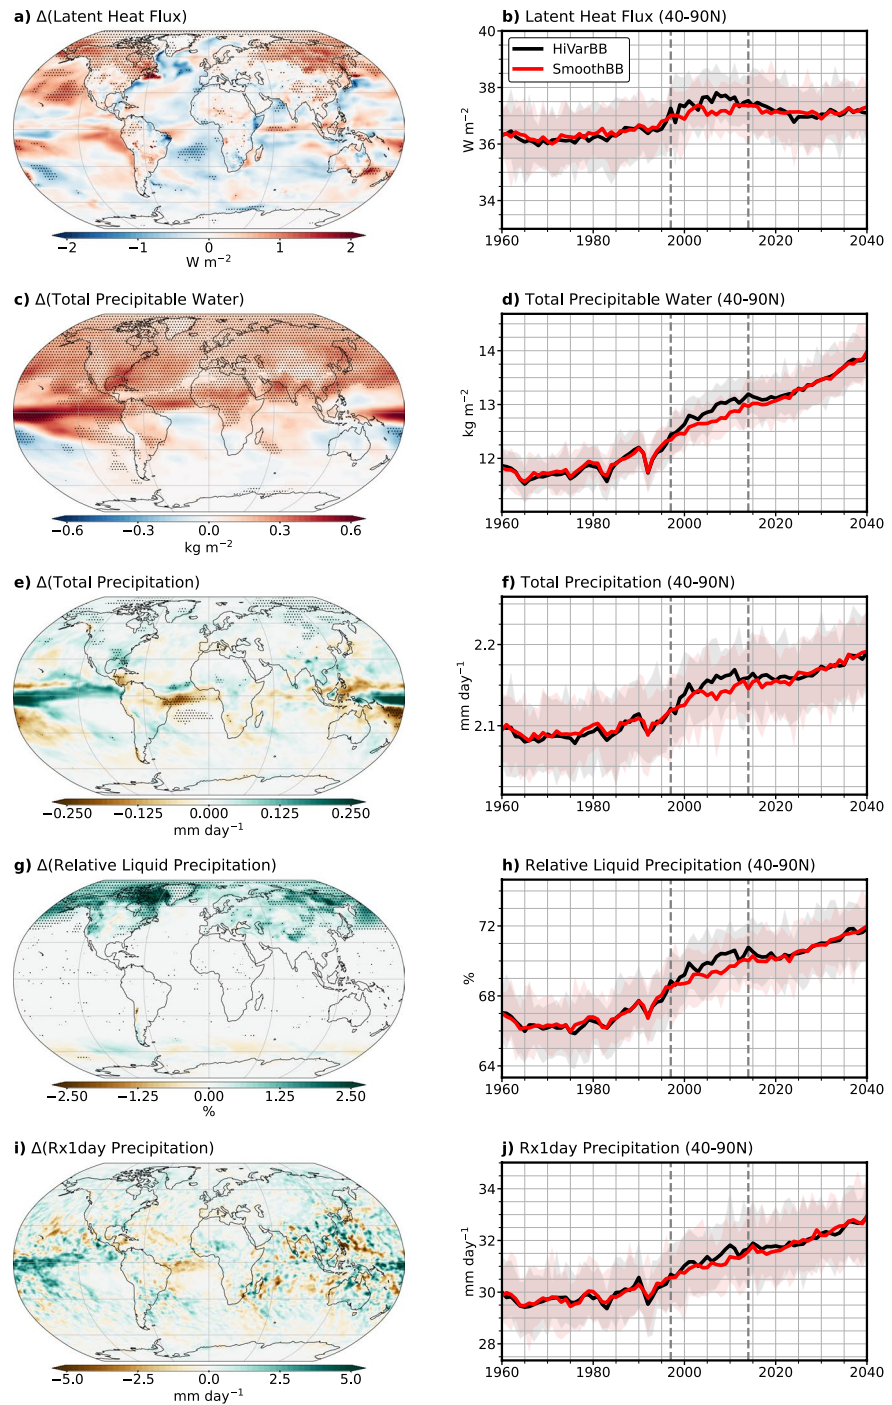 a) Δ(Latent Heat Flux)
−2 −1 0 1 2
W m−2
b) Latent Heat Flux (40-90N)
HiVarBB
SmoothBB
40
38
36
34
W m−2
1960 1980 2000 2020 2040
c) Δ(Total Precipitable Water)
−0.6 −0.3 0.0 0.3 0.6
kg m−2
d) Total Precipitable Water (40-90N)
14
13
12
kg m−2
1960 1980 2000 2020 2040
e) Δ(Total Precipitation)
−0.250 −0.125 0.000 0.125 0.250
mm day−1
f) Total Precipitation (40-90N)
2.2
2.1
mm day−1
1960 1980 2000 2020 2040
g) Δ(Relative Liquid Precipitation)
−2.50 −1.25 0.00 1.25 2.50
%
h) Relative Liquid Precipitation (40-90N)
72
68
64
%
1960 1980 2000 2020 2040
i) Δ(Rx1day Precipitation)
−5.0 −2.5 0.0 2.5 5.0
mm day−1
j) Rx1day Precipitation (40-90N)
34
32
30
28
mm day−1
1960 1980 2000 2020 2040